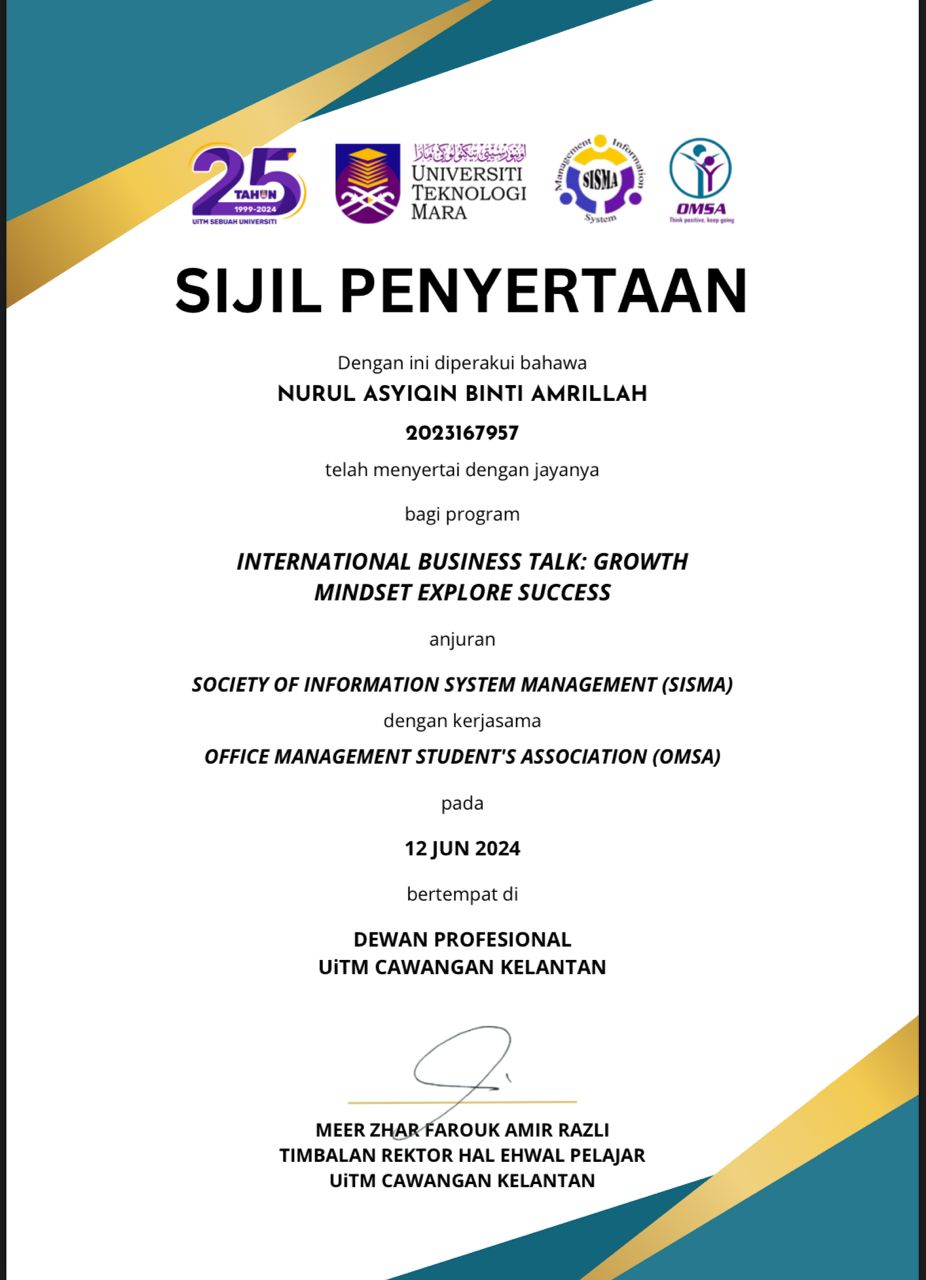 25
TAHUN
1999-2024
UiTM SEBUAH UNIVERSITI
اونيۏرسيتي تيكنولوݢي مارا
UNIVERSITI
TEKNOLOGI
MARA
Management Information
SISMA
System
OMSA
Think positive, keep going
SIJIL PENYERTAAN
Dengan ini diperakui bahawa
NURUL ASYIQIN BINTI AMRILLAH
2023167957
telah menyertai dengan jayanya
bagi program
INTERNATIONAL BUSINESS TALK: GROWTH
MINDSET EXPLORE SUCCESS
anjuran
SOCIETY OF INFORMATION SYSTEM MANAGEMENT (SISMA)
dengan kerjasama
OFFICE MANAGEMENT STUDENT'S ASSOCIATION (OMSA)
pada
12 JUN 2024
bertempat di
DEWAN PROFESIONAL
UiTM CAWANGAN KELANTAN
MEER ZHAR FAROUK AMIR RAZLI
TIMBALAN REKTOR HAL EHWAL PELAJAR
UiTM CAWANGAN KELANTAN